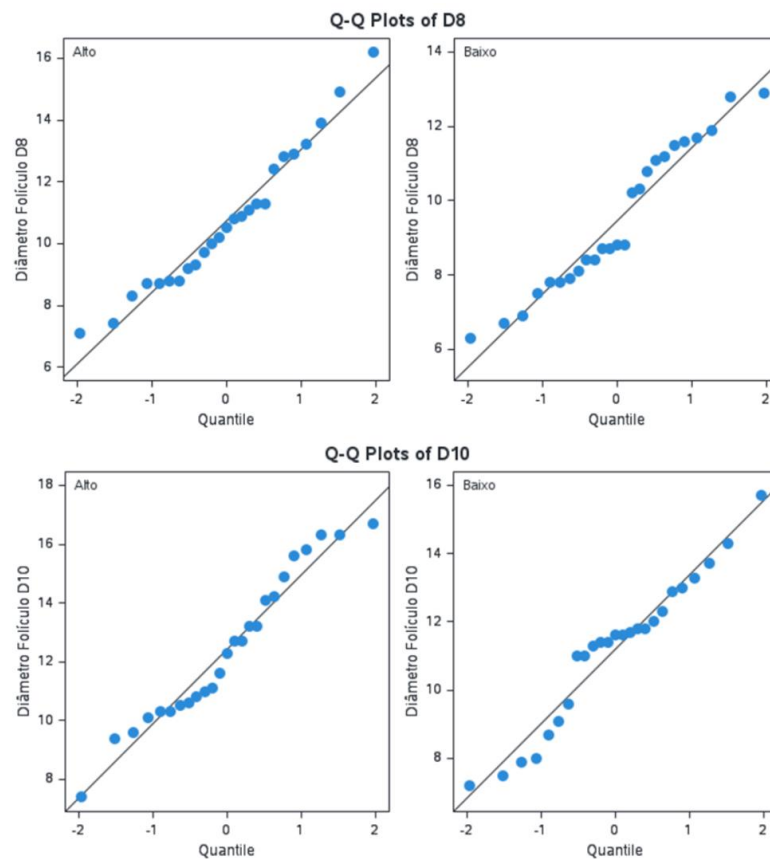 Q-Q Plots of D8
Alto
Baixo
Diâmetro Folículo D8
16
14
12
10
8
6
-2 -1 0 1 2
Quantile
Diâmetro Folículo D8
14
12
10
8
6
-2 -1 0 1 2
Quantile
Q-Q Plots of D10
Alto
Baixo
Diâmetro Folículo D10
18
16
14
12
10
8
-2 -1 0 1 2
Quantile
Diâmetro Folículo D10
16
14
12
10
8
-2 -1 0 1 2
Quantile